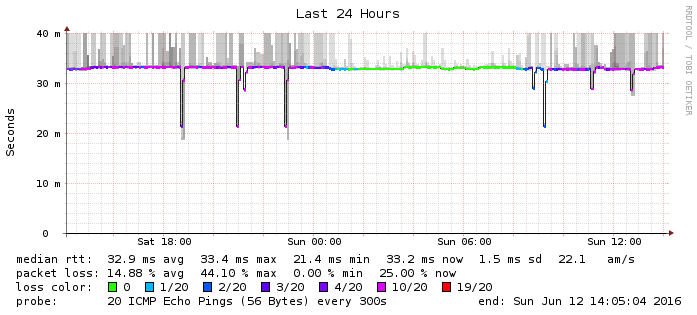 Last 24 Hours
RRDTOOL / TOBI OETIKER
Seconds
40 m
30 m
20 m
10 m
0
Sat 18:00 Sun 00:00 Sun 06:00 Sun 12:00
median rtt: 32.9 ms avg 33.4 ms max 21.4 ms min 33.2 ms now 1.5 ms sd 22.1 am/s
packet loss: 14.88 % avg 44.10 % max 0.00 % min 25.00 % now
loss color: 0 1/20 2/20 3/20 4/20 10/20 19/20
probe: 20 ICMP Echo Pings (56 Bytes) every 300s end: Sun Jun 12 14:05:04 2016